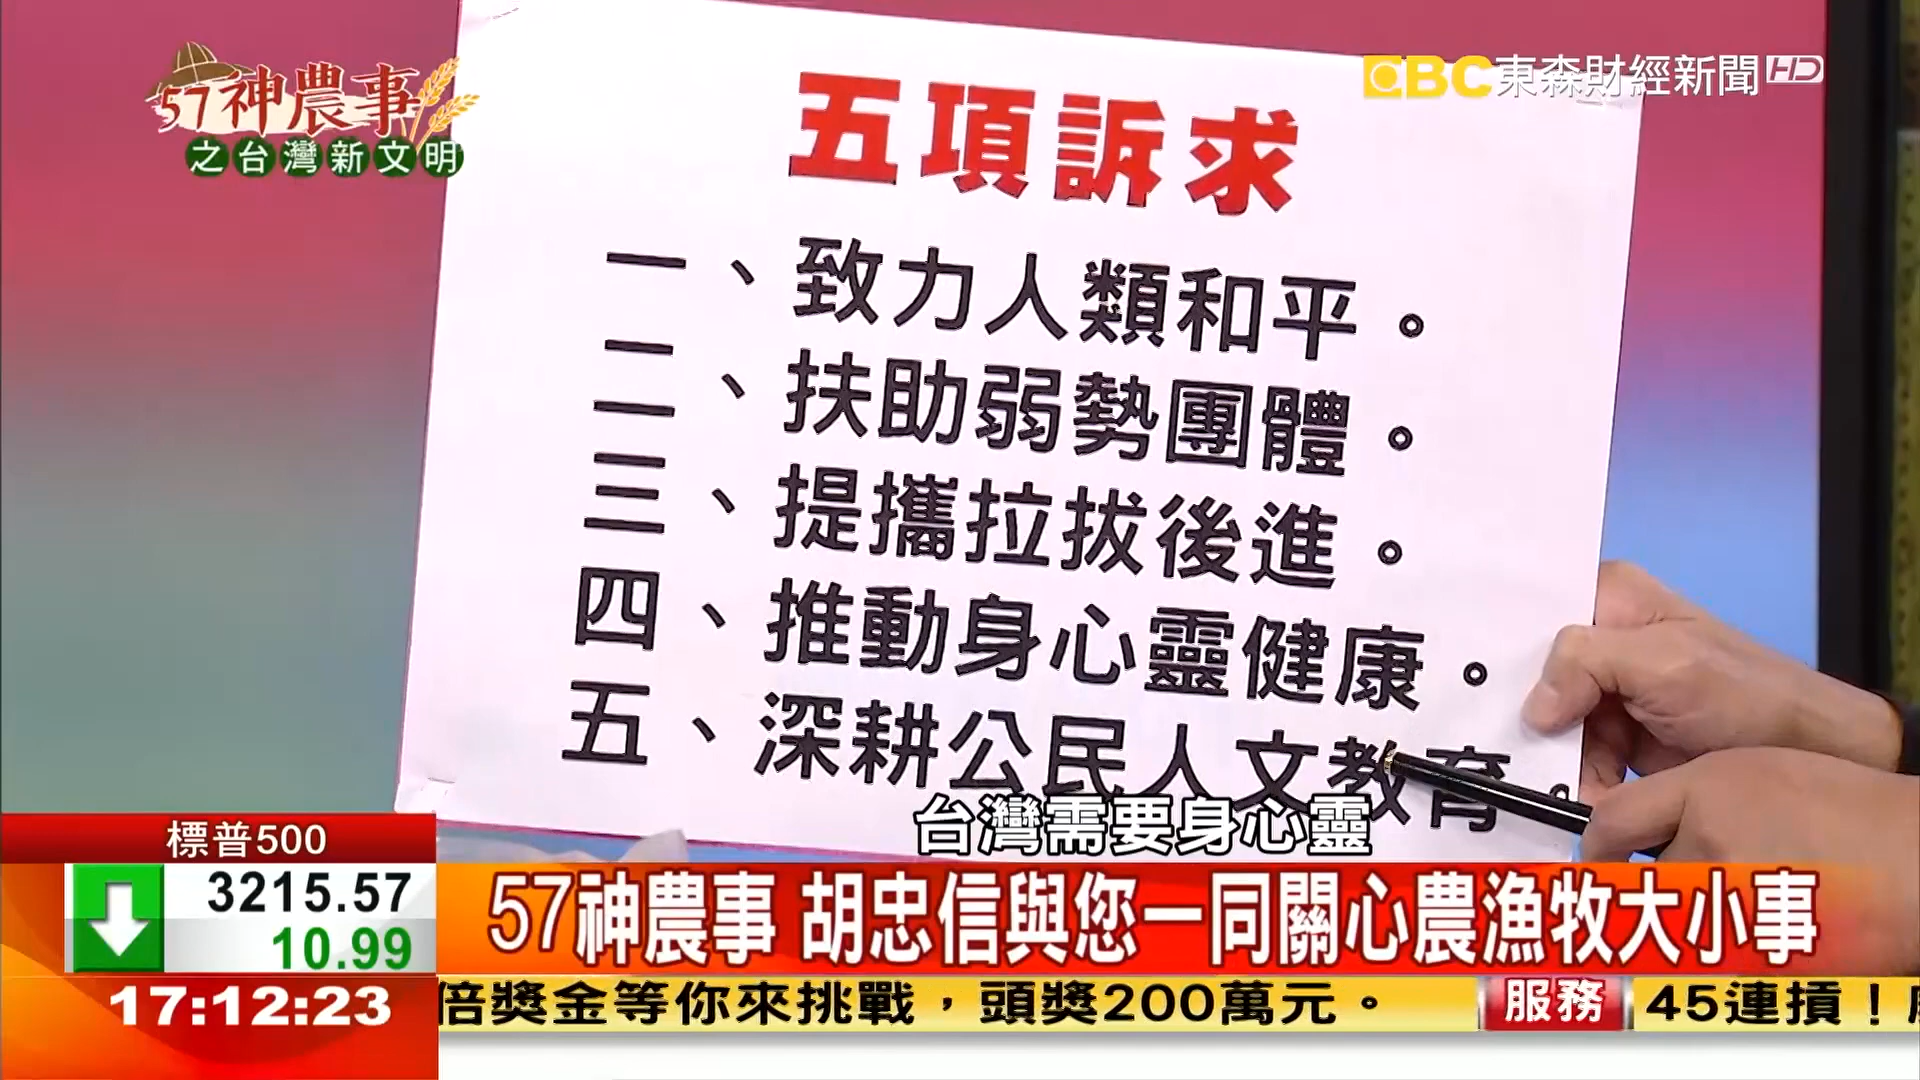 57神農事
之台灣新文明
EBC東森財經新聞HD
五項訴求
一、致力人類和平。
二、扶助弱勢團體。
三、提攜拉拔後進。
四、推動身心靈健康。
五、深耕公民人文教育。
台灣需要身心靈
標普500
3215.57
10.99
17:12:23
57神農事 胡忠信與您一同關心農漁牧大小事
倍獎金等你來挑戰，頭獎200萬元。
服務
45連摃！